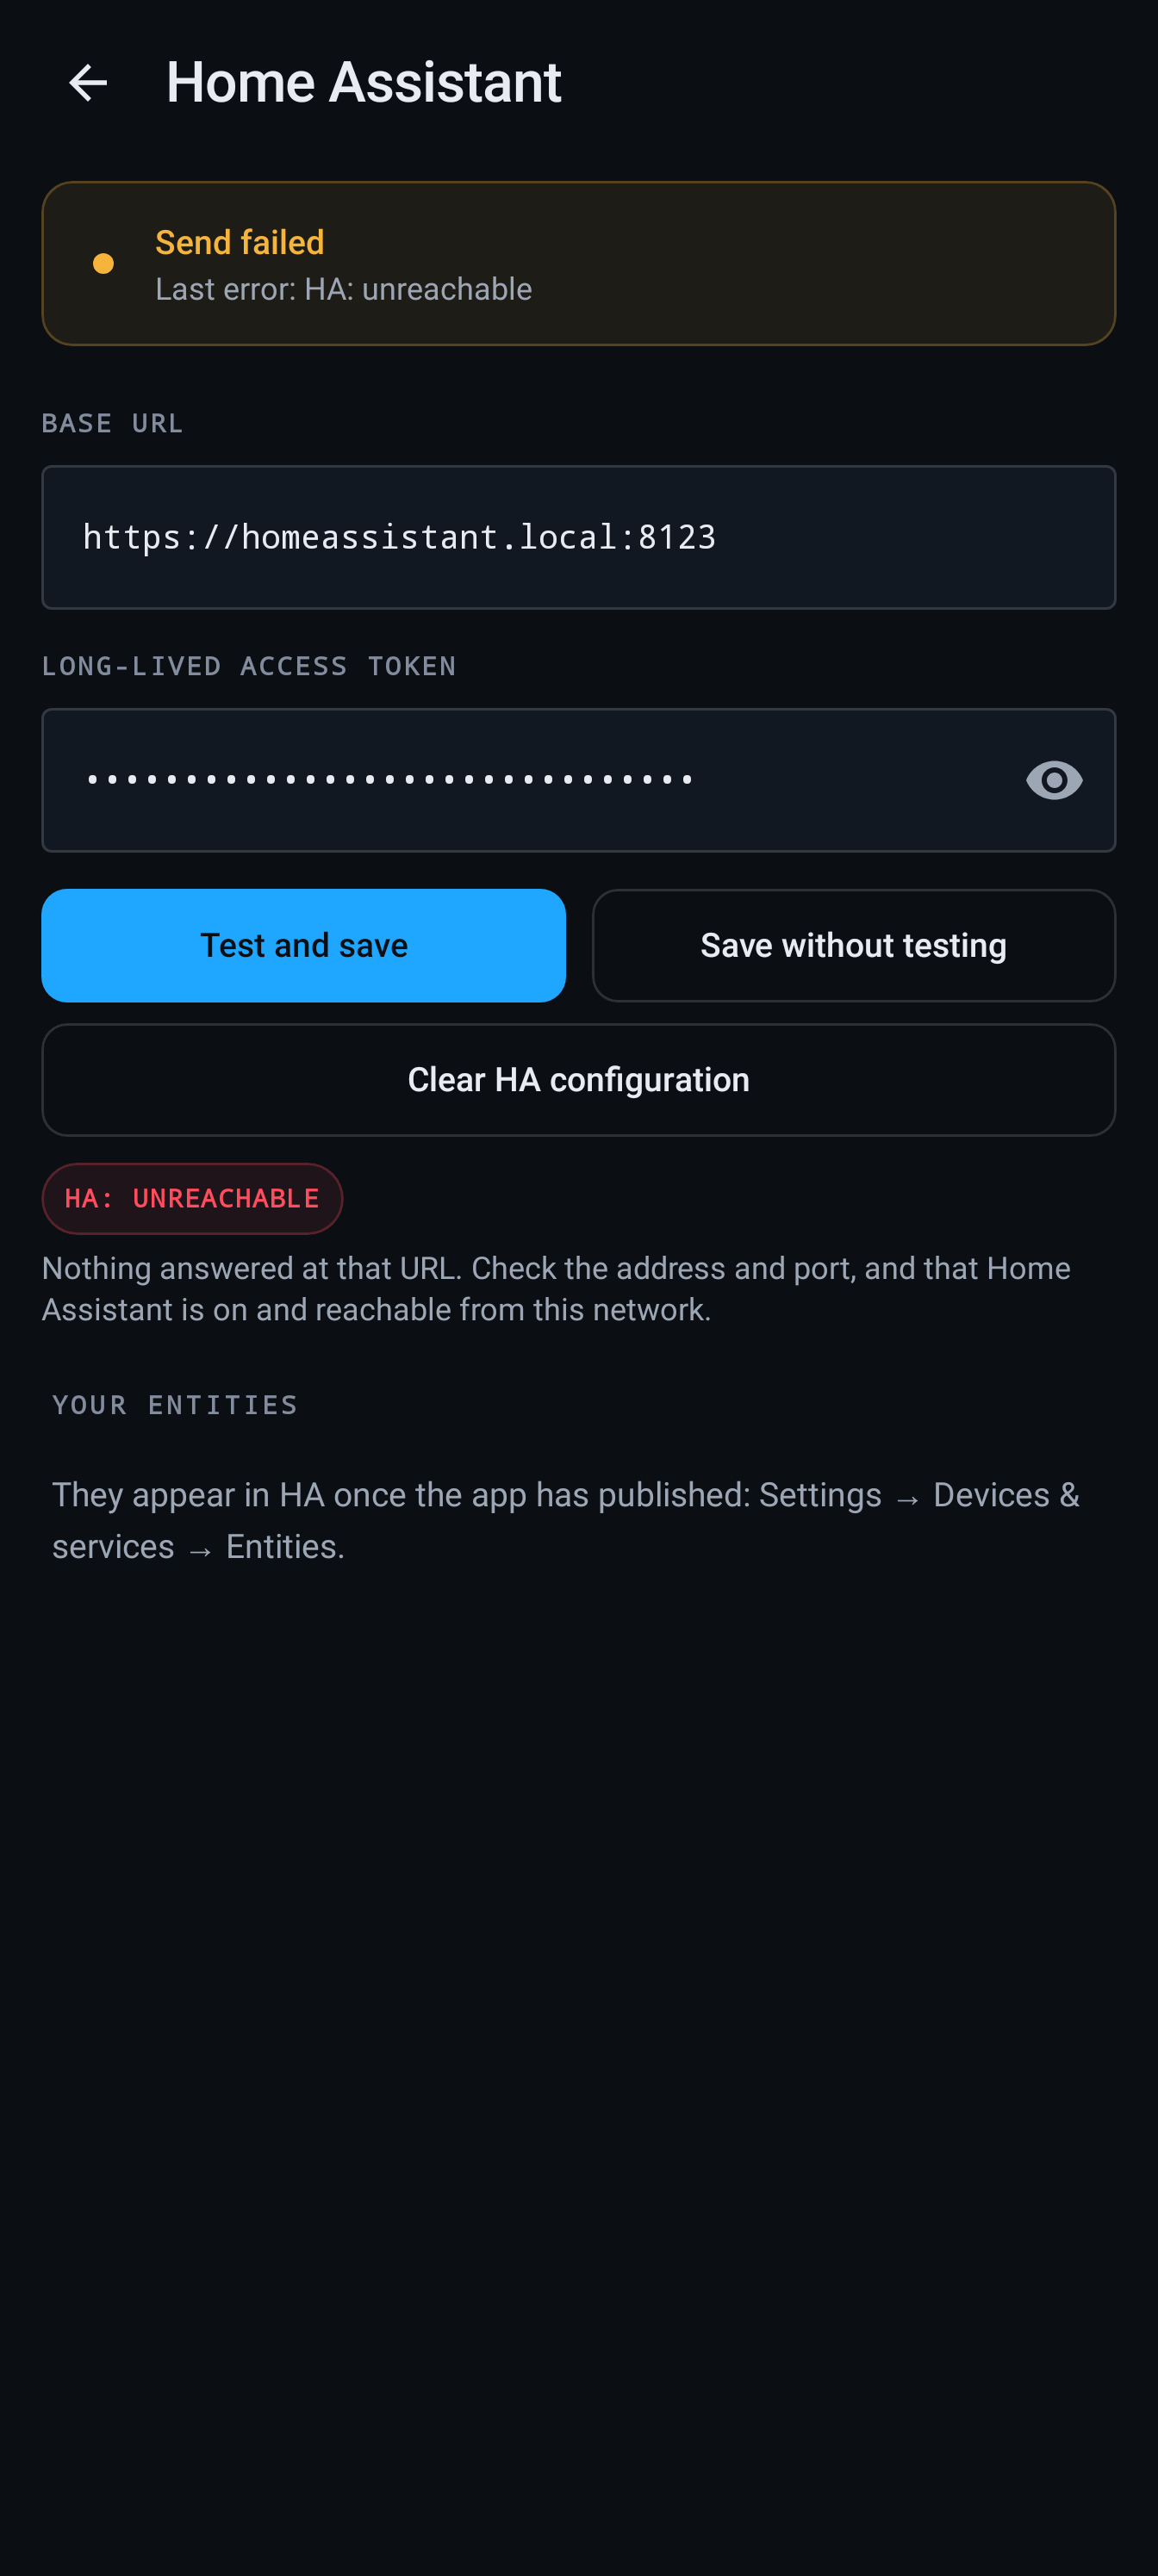 Home Assistant
Send failed
Last error: HA: unreachable
BASE URL
https://homeassistant.local:8123
LONG-LIVED ACCESS TOKEN
•••••••••••••••••••••••••••••••
Test and save
Save without testing
Clear HA configuration
HA: UNREACHABLE
Nothing answered at that URL. Check the address and port, and that Home
Assistant is on and reachable from this network.
YOUR ENTITIES
They appear in HA once the app has published: Settings → Devices &
services → Entities.